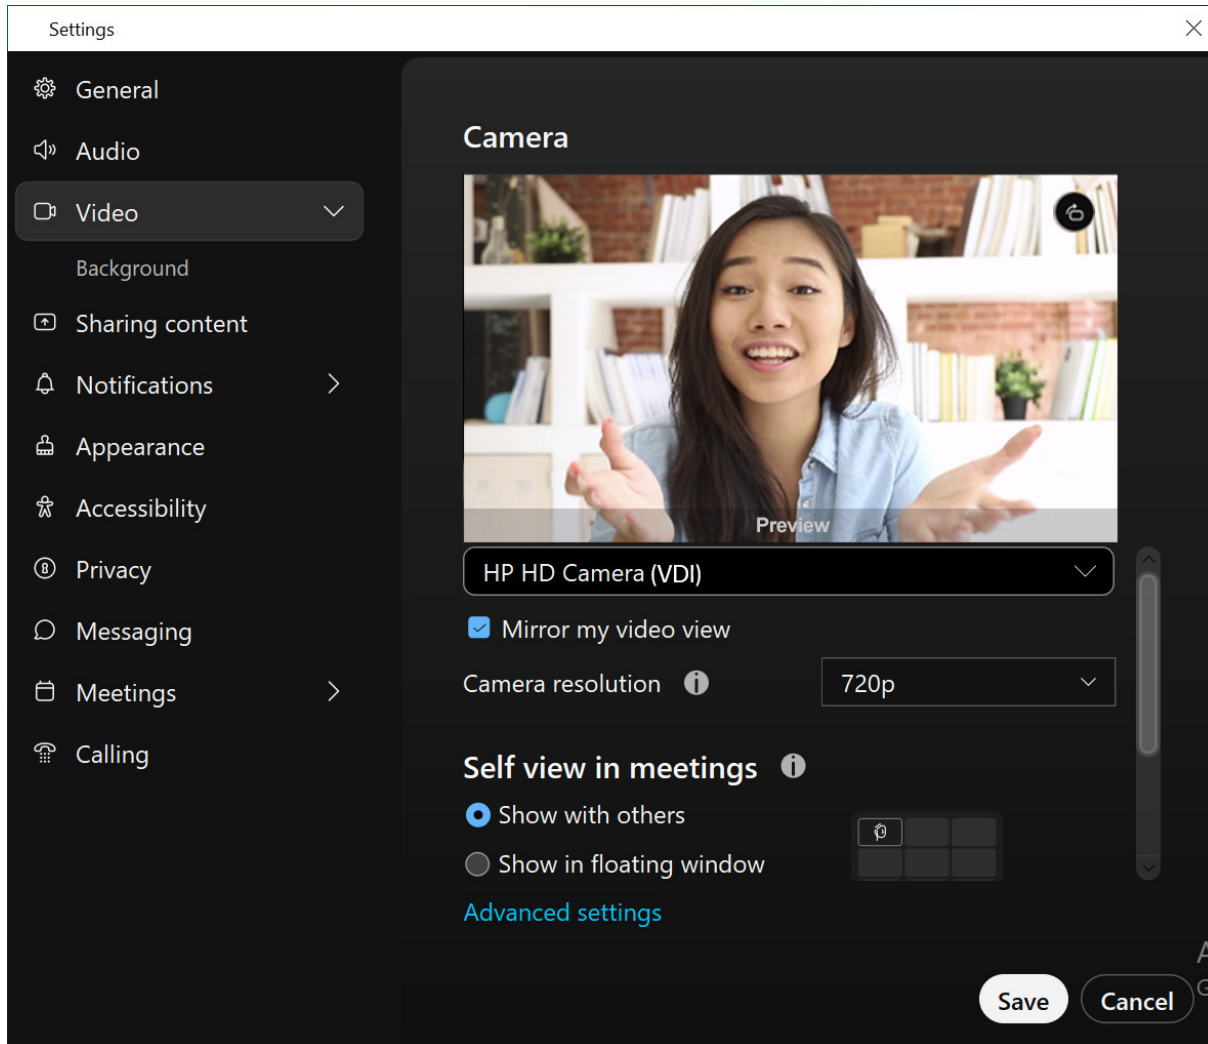 Settings
General
Audio
Video
Background
Sharing content
Notifications
Appearance
Accessibility
Privacy
Messaging
Meetings
Calling
Camera
Preview
HP HD Camera (VDI)
Mirror my video view
Camera resolution
720p
Self view in meetings
Show with others
Show in floating window
Advanced settings
Save
Cancel